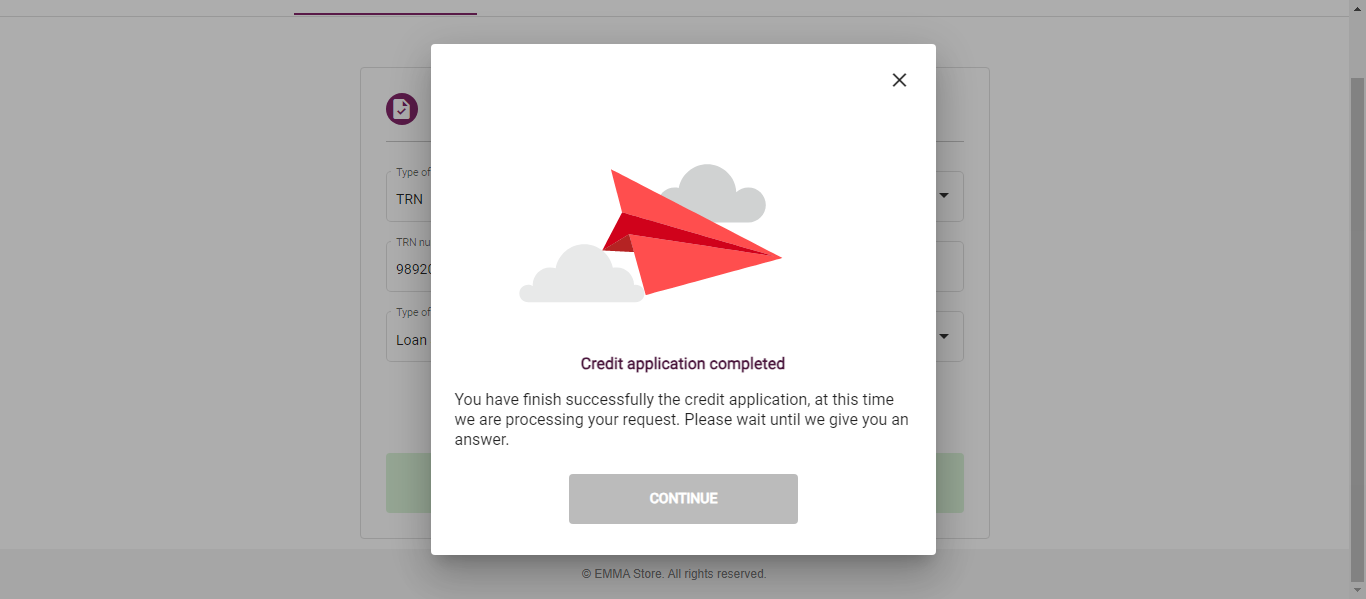 Type of
TRN
TRN nu
98920
Type of
Loan
Credit application completed
You have finish successfully the credit application, at this time
we are processing your request. Please wait until we give you an
answer.
CONTINUE
© EMMA Store. All rights reserved.